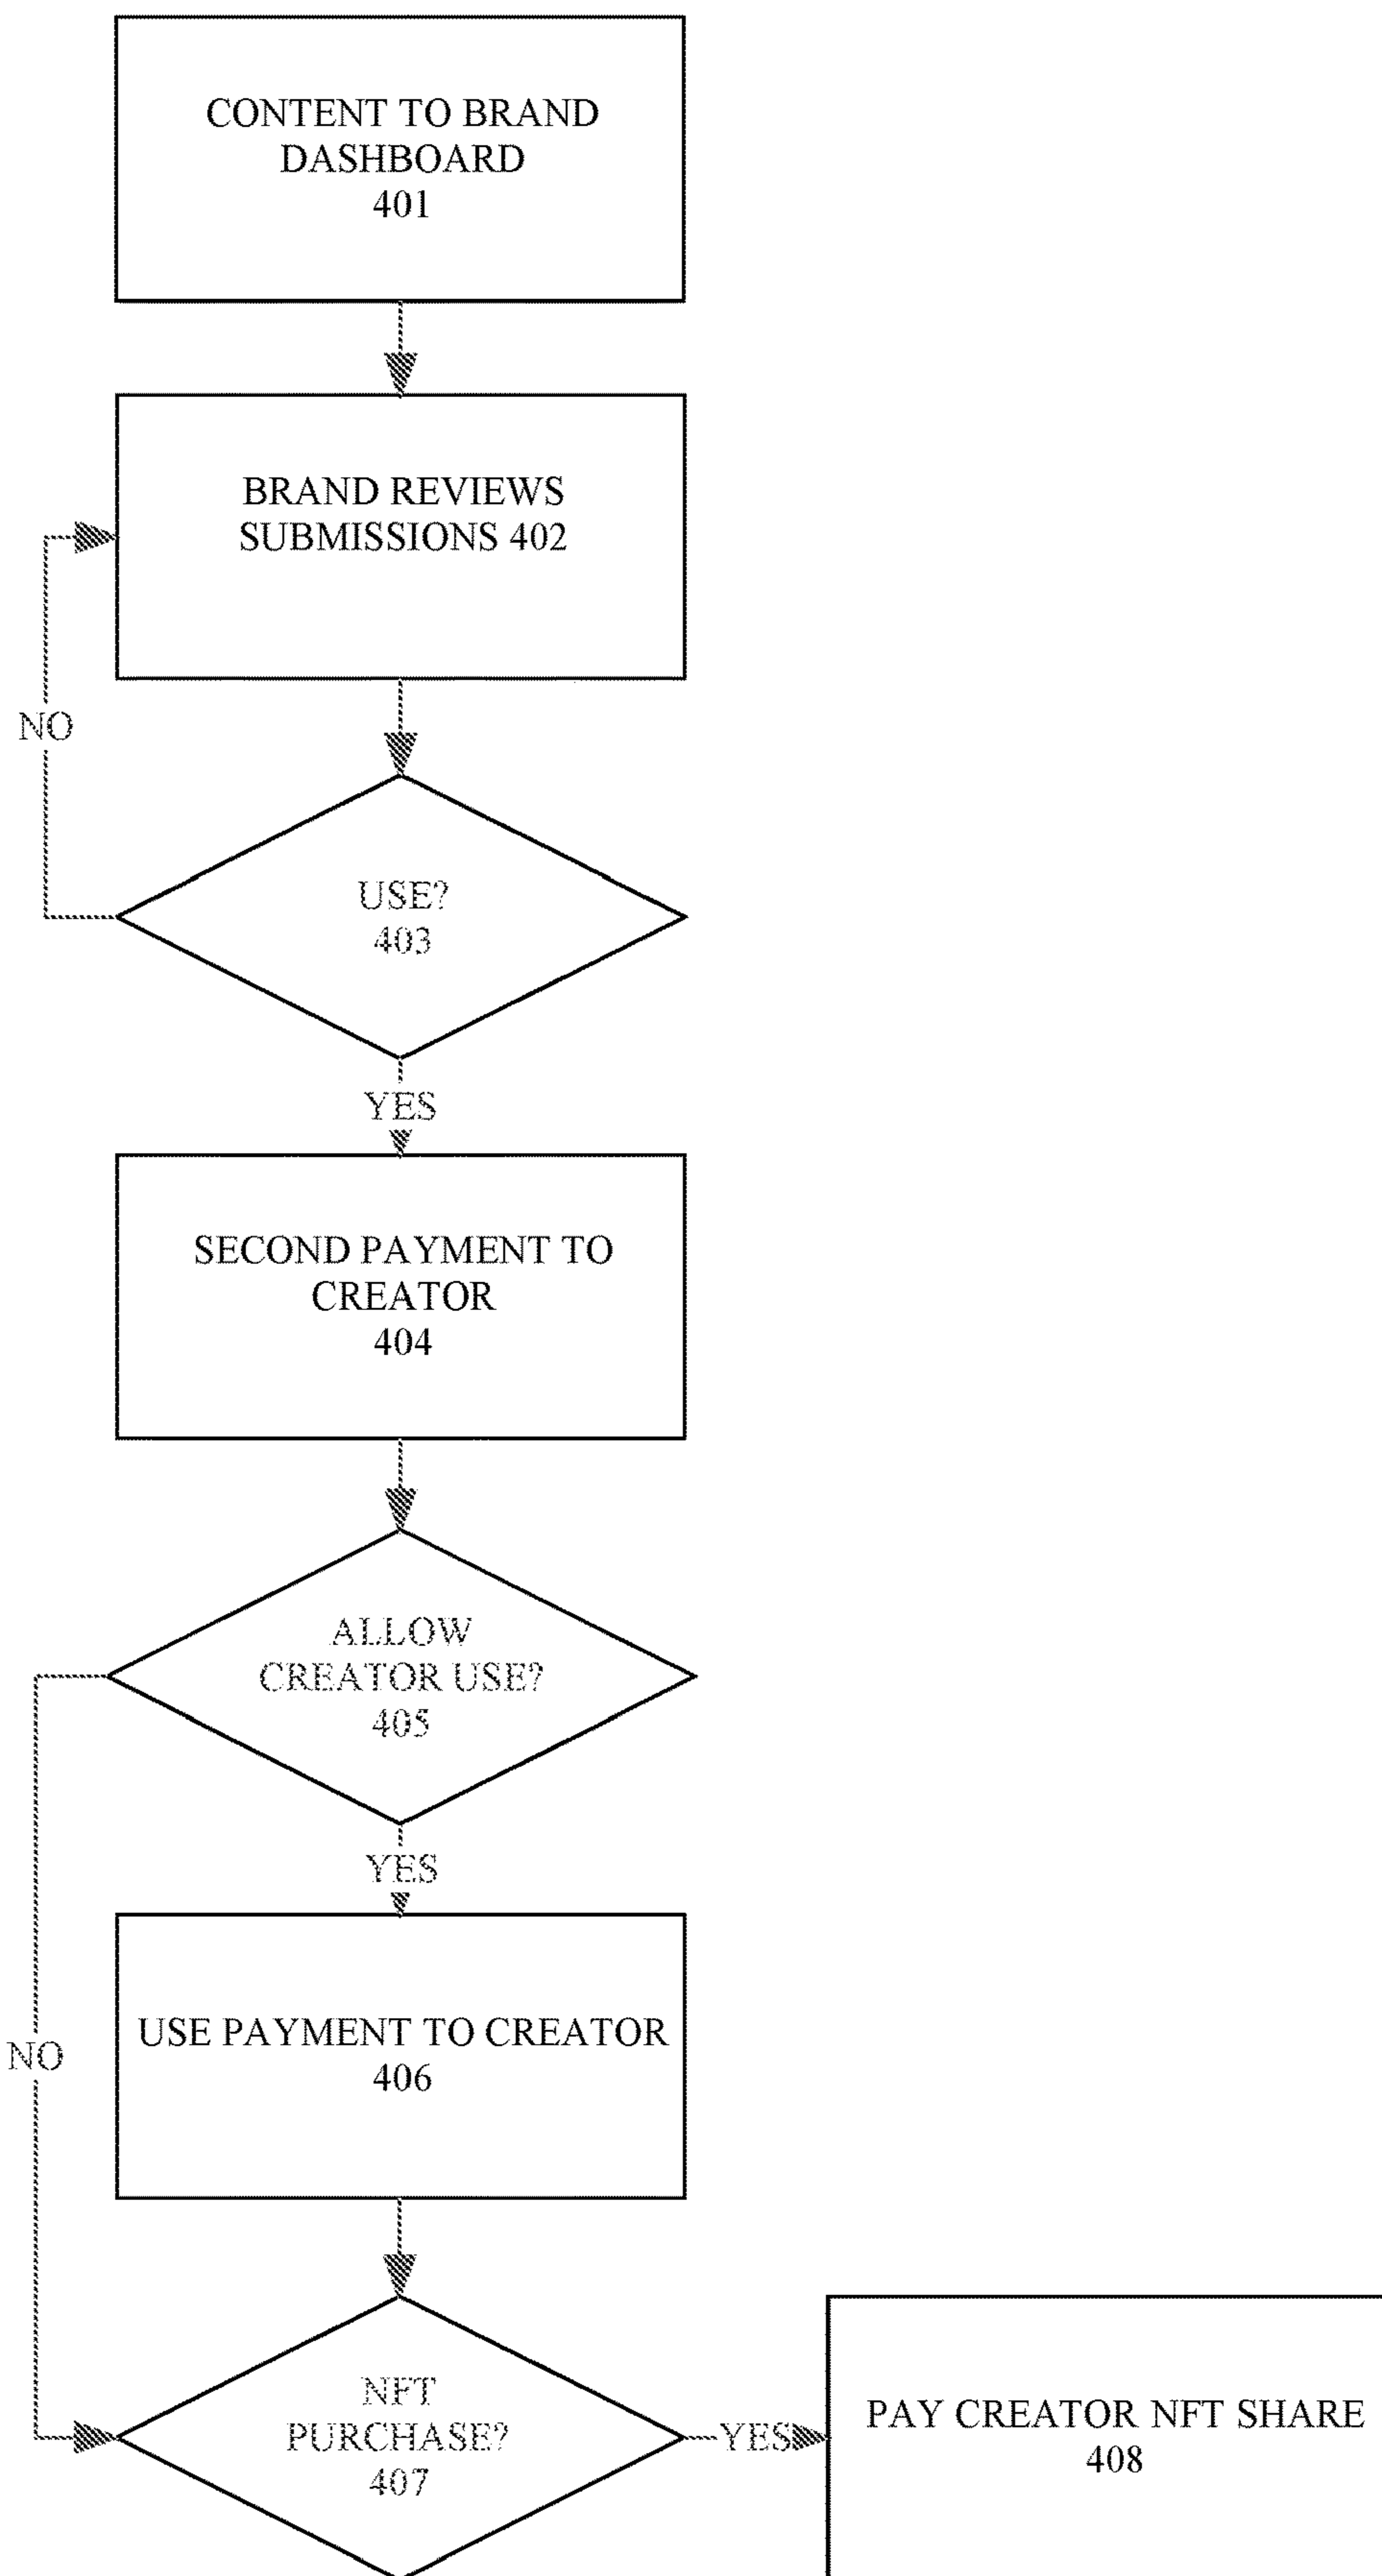 CONTENT TO BRAND
DASHBOARD
401
BRAND REVIEWS
SUBMISSIONS 402
NO
USE?
403
YES
SECOND PAYMENT TO
CREATOR
404
ALLOW
CREATOR USE?
405
YES
USE PAYMENT TO CREATOR
406
NO
NFT
PURCHASE?
407
YES
PAY CREATOR NFT SHARE
408